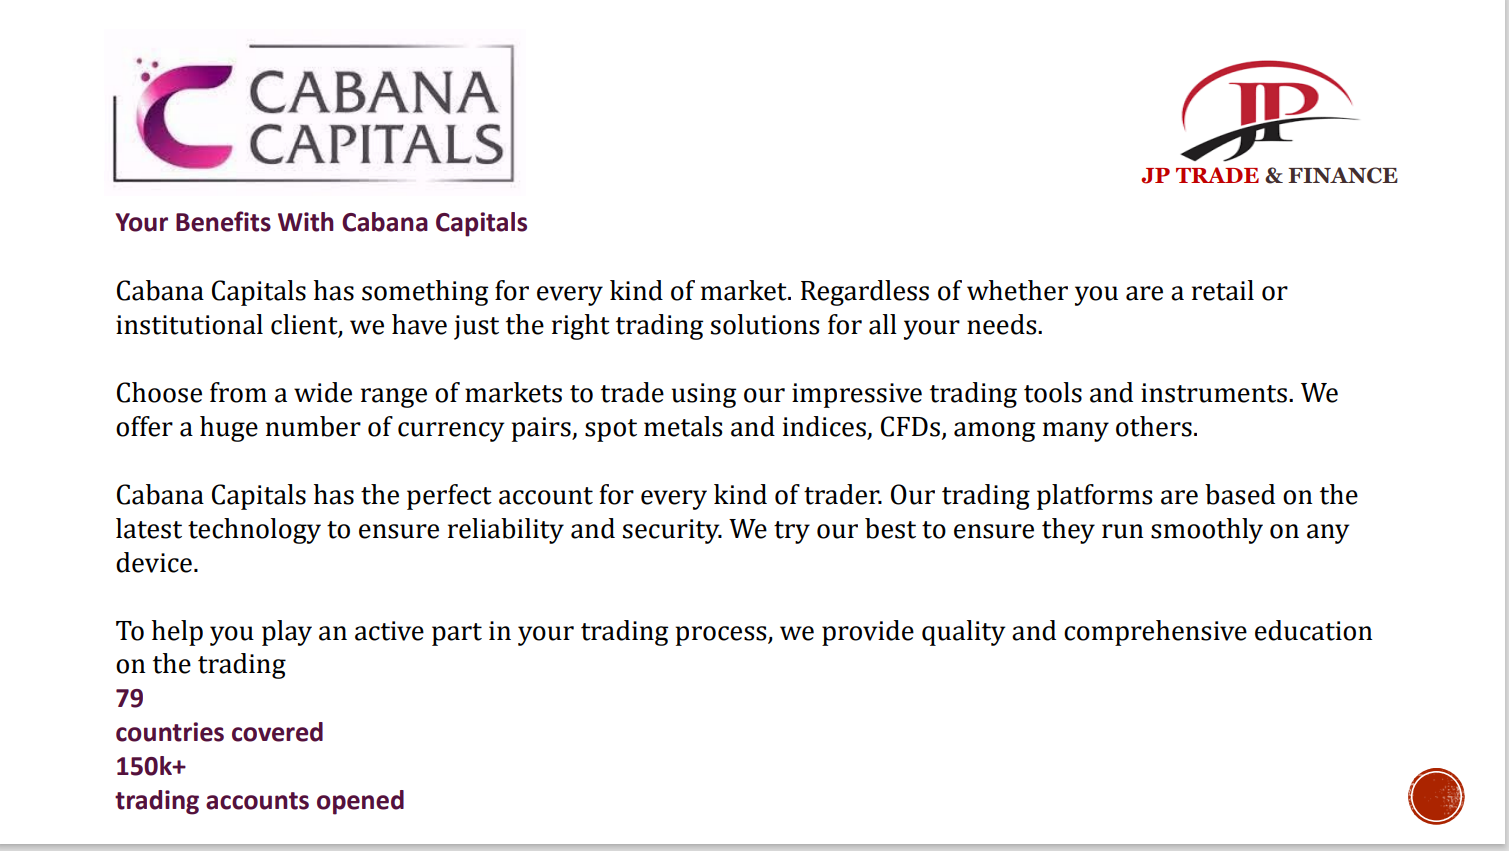 CABANA
CAPITALS
JP
JP TRADE & FINANCE
Your Benefits With Cabana Capitals
Cabana Capitals has something for every kind of market. Regardless of whether you are a retail or
institutional client, we have just the right trading solutions for all your needs.
Choose from a wide range of markets to trade using our impressive trading tools and instruments. We
offer a huge number of currency pairs, spot metals and indices, CFDs, among many others.
Cabana Capitals has the perfect account for every kind of trader. Our trading platforms are based on the
latest technology to ensure reliability and security. We try our best to ensure they run smoothly on any
device.
To help you play an active part in your trading process, we provide quality and comprehensive education
on the trading
79
countries covered
150k+
trading accounts opened